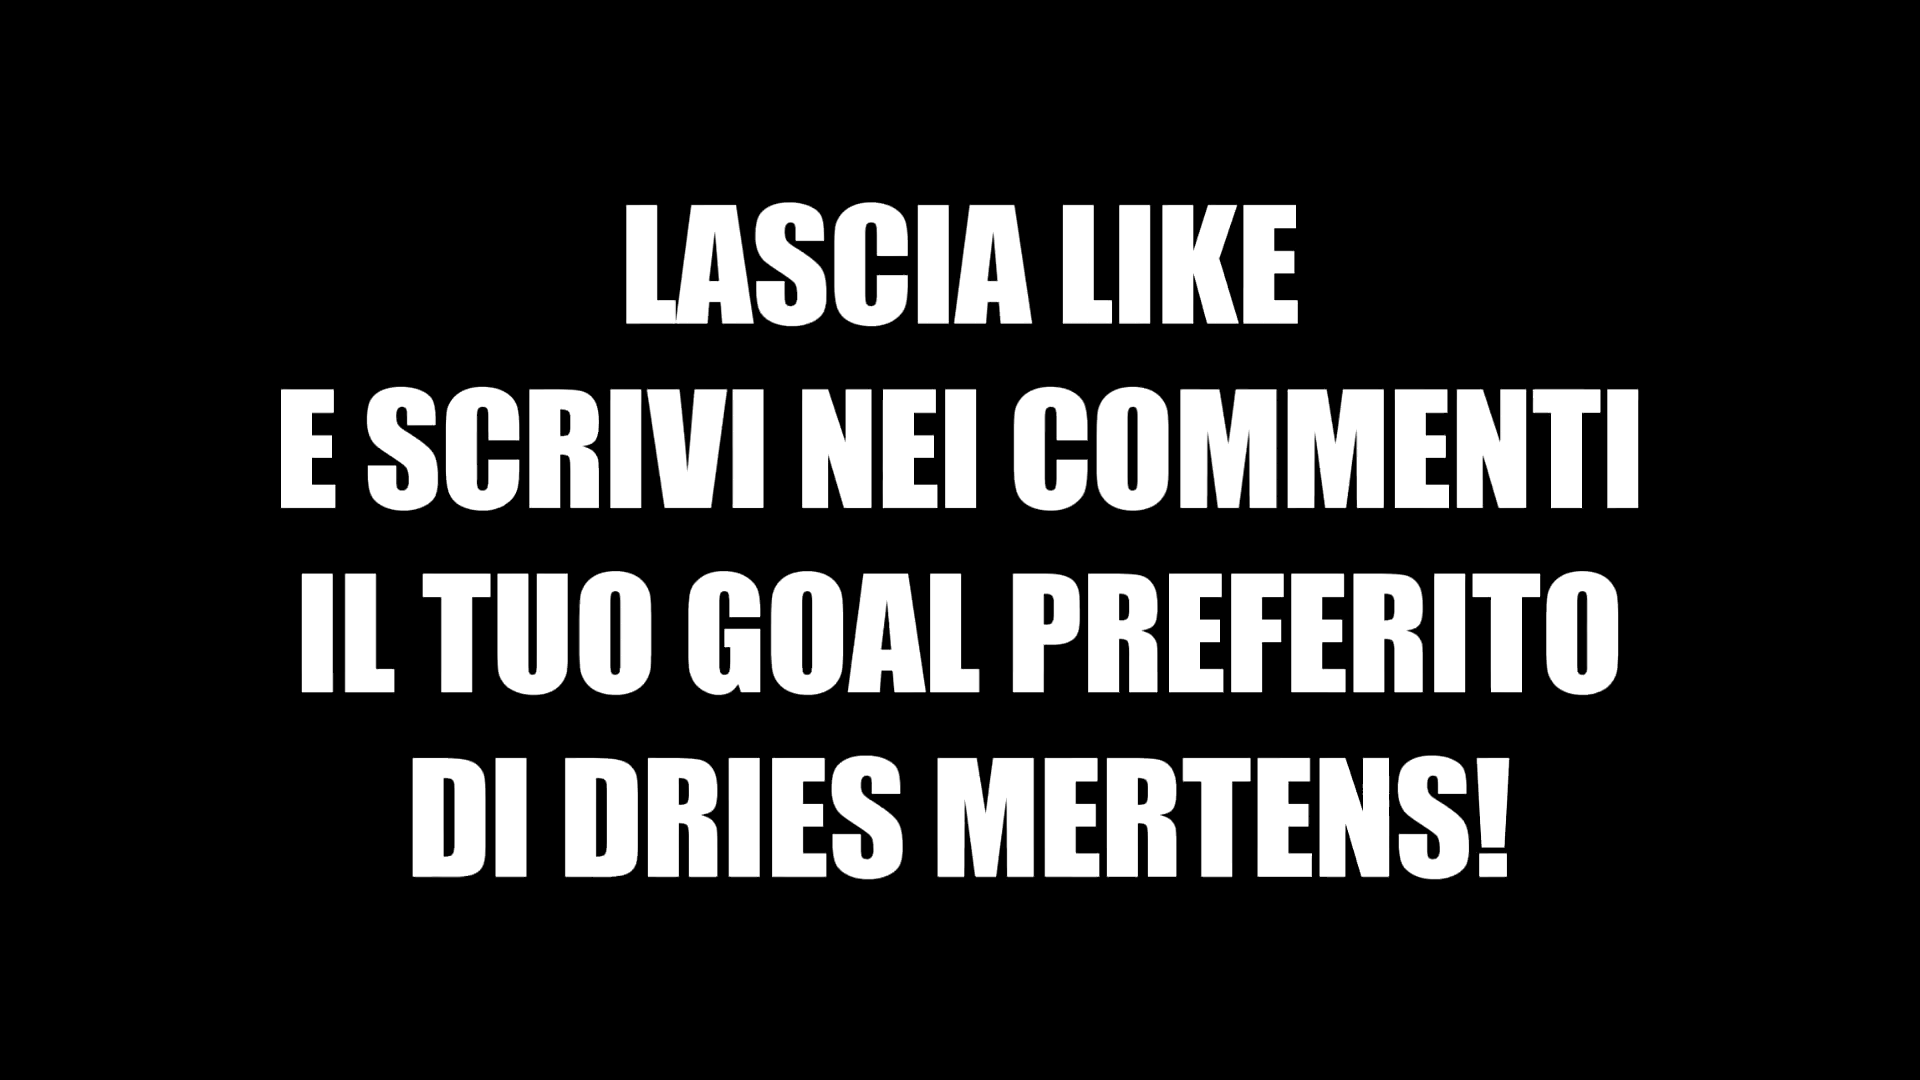 LASCIA LIKE
E SCRIVI NEI COMMENTI
IL TUO GOAL PREFERITO
DI DRIES MERTENS!